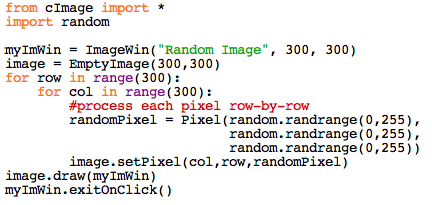 from cImage import *
import random

myImWin = ImageWin("Random Image", 300, 300)
image = EmptyImage(300,300)
for row in range(300):
    for col in range(300):
        #process each pixel row-by-row
        randomPixel = Pixel(random.randrange(0,255),
                            random.randrange(0,255),
                            random.randrange(0,255))
        image.setPixel(col,row,randomPixel)
image.draw(myImWin)
myImWin.exitOnClick()